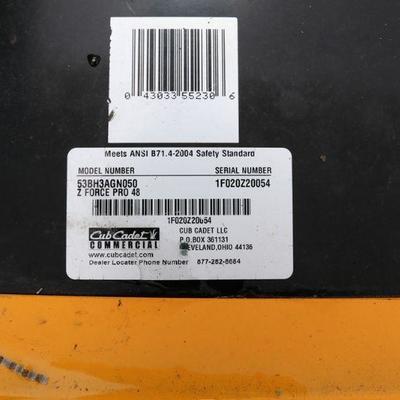 0 43033 55230 6
Meets ANSI B71.4-2004 Safety Standard
MODEL NUMBER SERIAL NUMBER
53BH3AGN050 1F020Z20054
Z FORCE PRO 48
1F020Z20054
Cub Cadet CUB CADET LLC
COMMERCIAL P.O.BOX 361131
www.cubcadet.com CLEVELAND,OHIO 44136
Dealer Locater Phone Number 877-282-8684